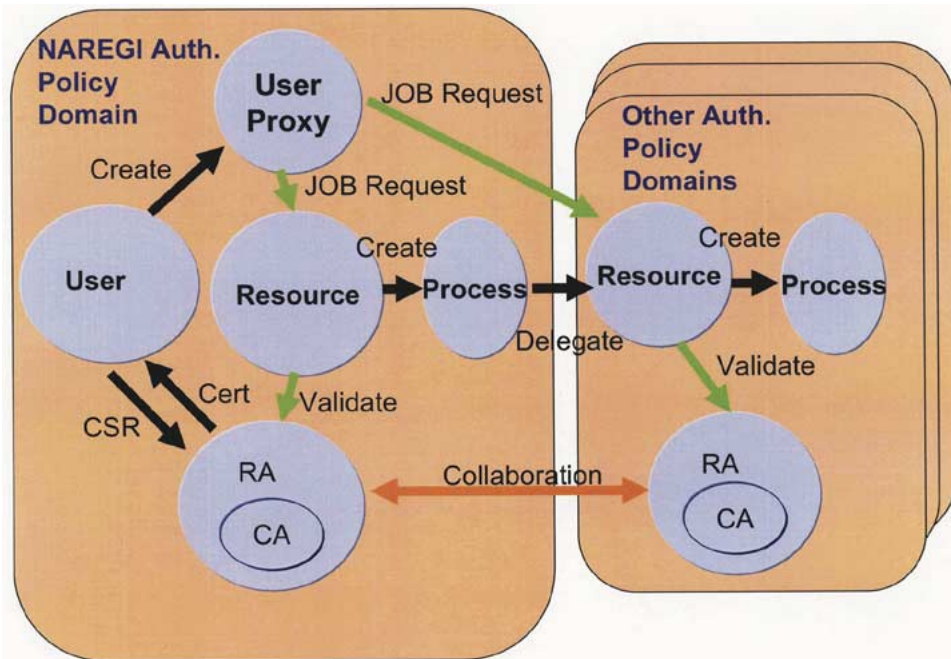 NAREGI Auth.
Policy
Domain
User
Proxy
JOB Request
Other Auth.
Policy
Domains
Create
JOB Request
User
Resource
Create
Process
Delegate
Resource
Create
Process
CSR
Cert
Validate
Validate
RA
CA
Collaboration
RA
CA